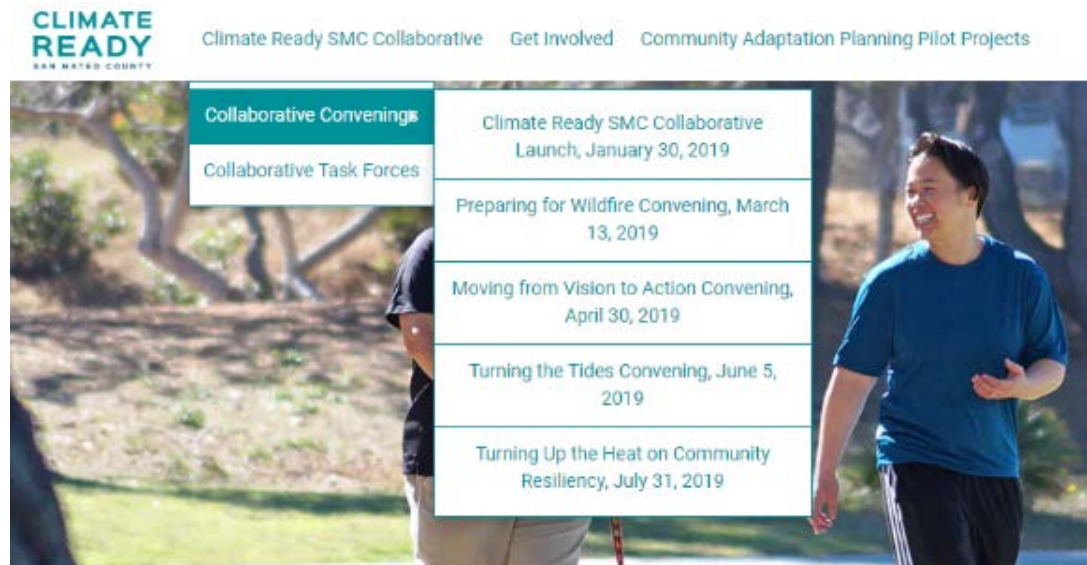 CLIMATE
READY
SAN MATEO COUNTY
Climate Ready SMC Collaborative
Get Involved
Community Adaptation Planning Pilot Projects
Collaborative Convenings
Collaborative Task Forces
Climate Ready SMC Collaborative
Launch, January 30, 2019
Preparing for Wildfire Convening, March
13, 2019
Moving from Vision to Action Convening,
April 30, 2019
Turning the Tides Convening, June 5,
2019
Turning Up the Heat on Community
Resiliency, July 31, 2019